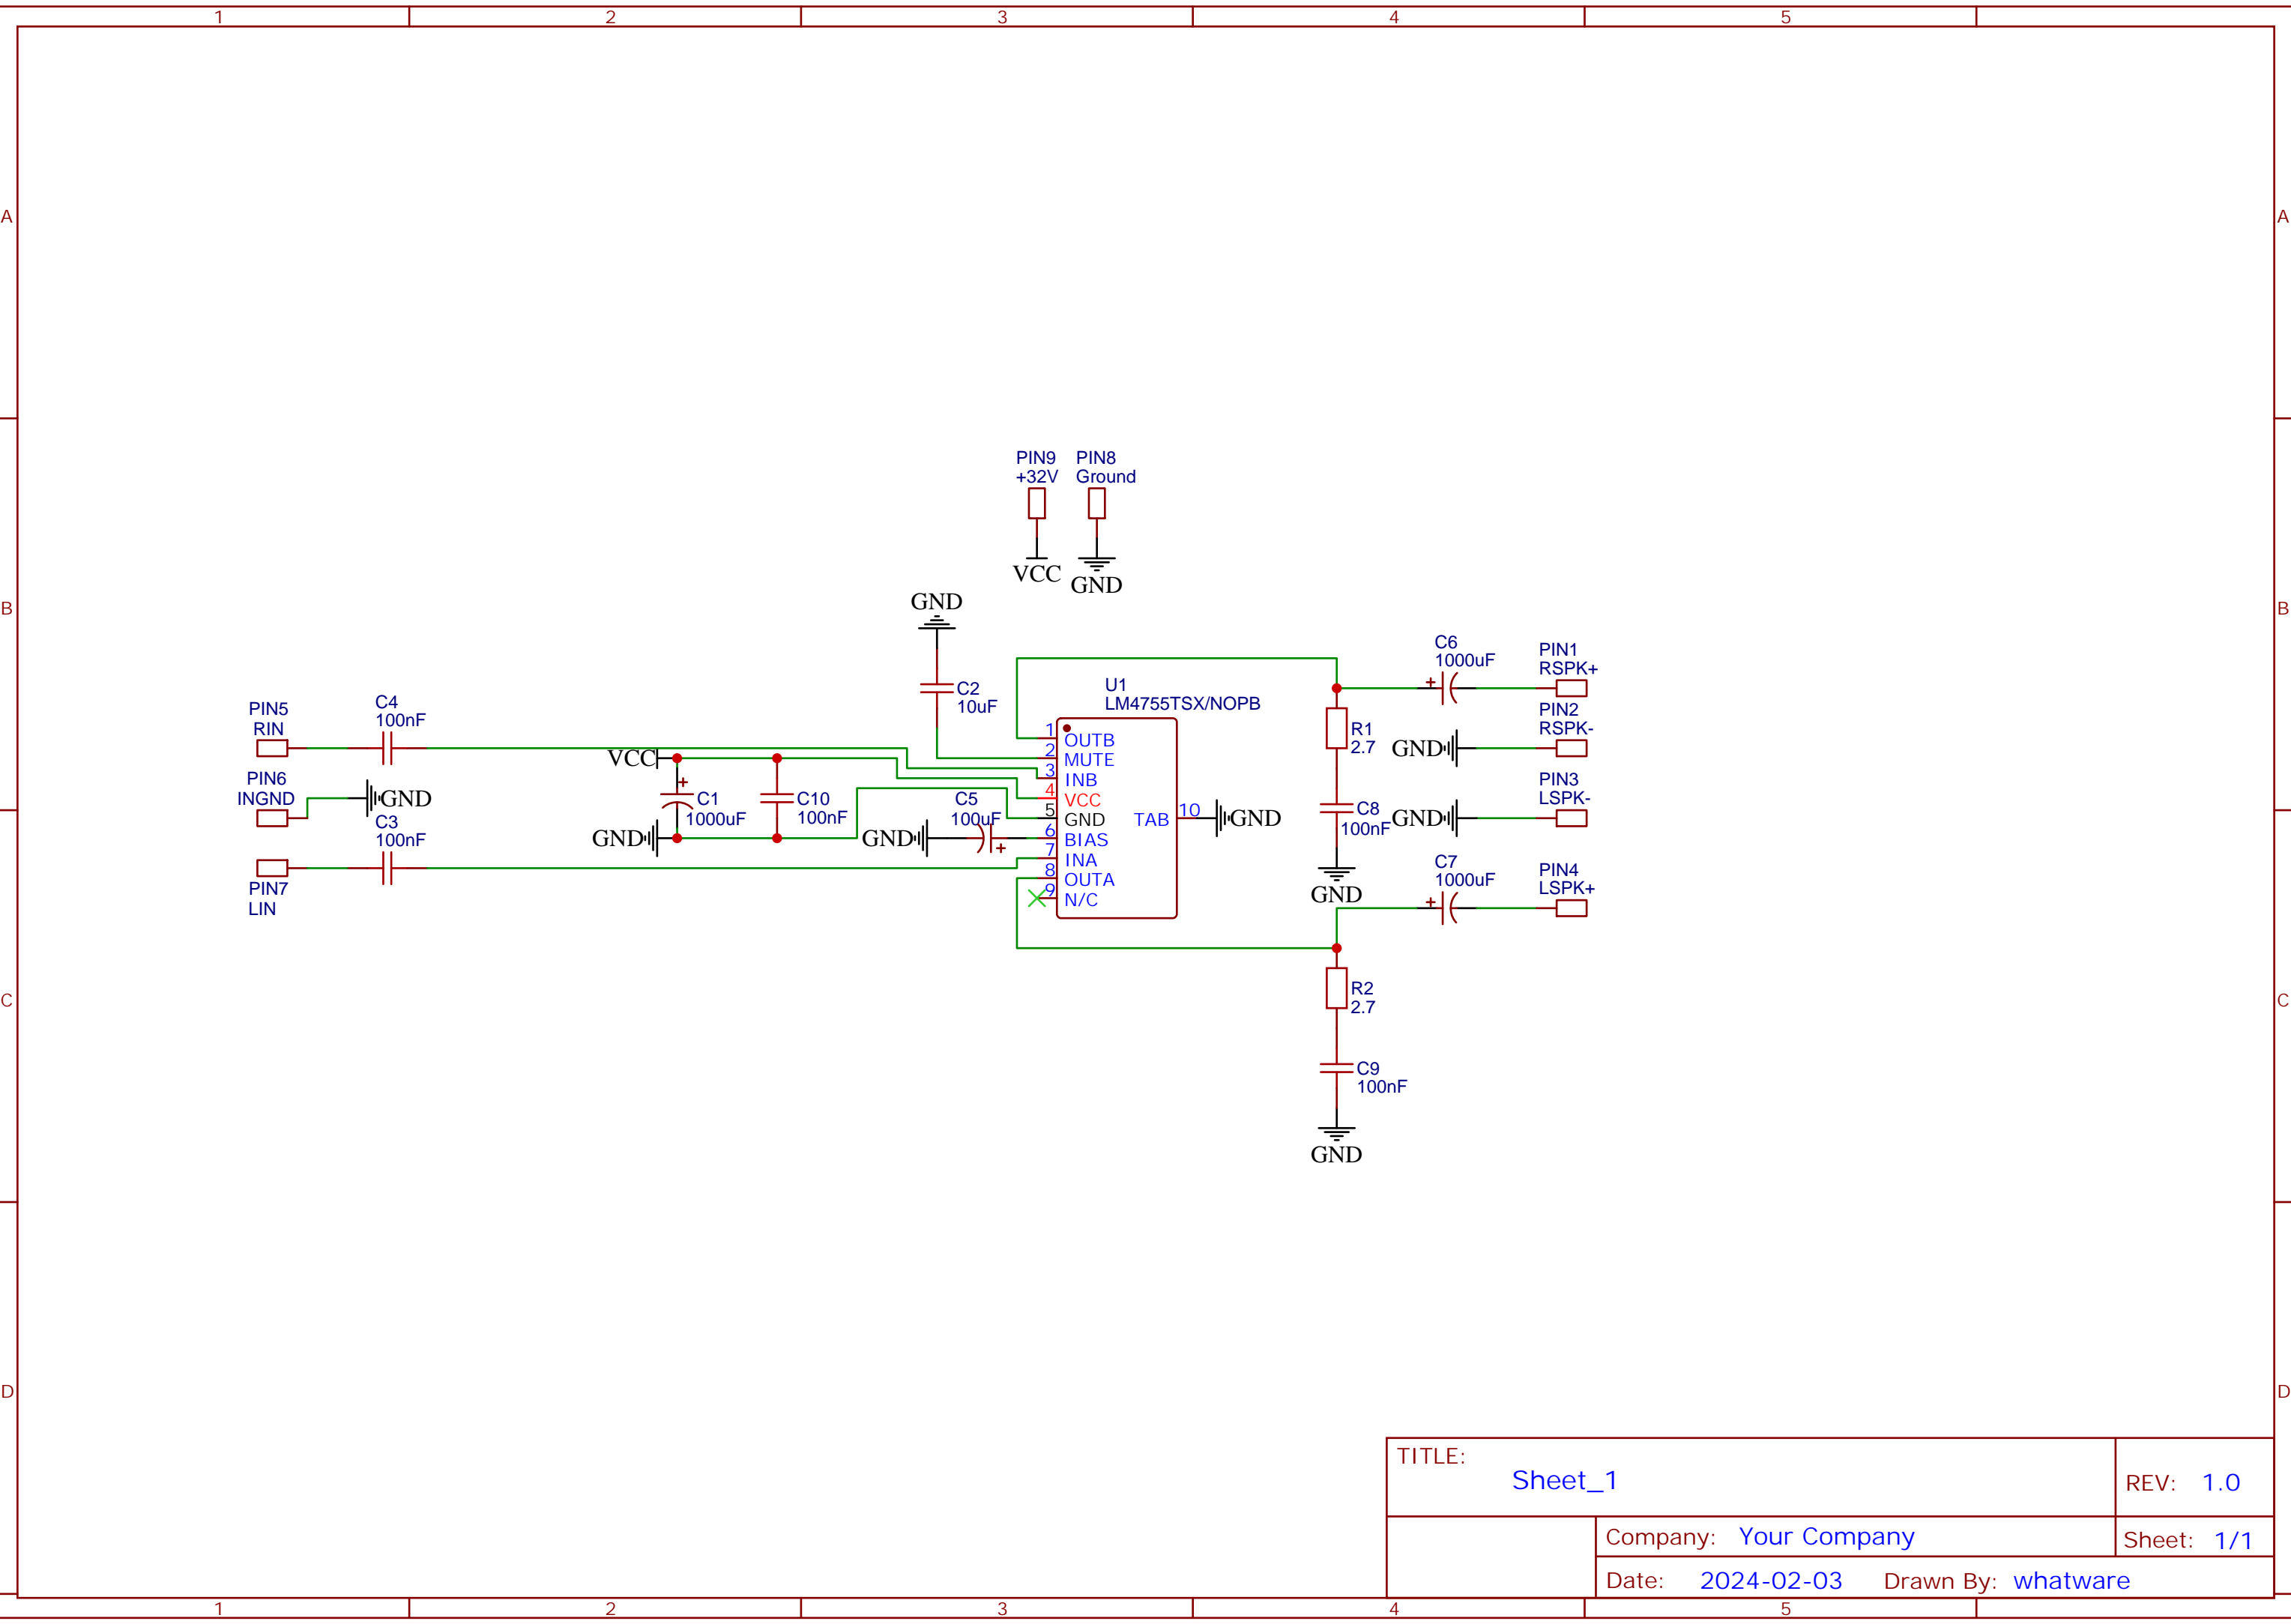 1 2 3 4 5
A A
PIN9 PIN8
+32V Ground
VCC GND
B B
GND
C6 PIN1
1000uF RSPK+
U1
LM4755TSX/NOPB
C2
10uF
C4 PIN5
100nF RIN
PIN2
RSPK-
R1
2.7
GND
1 OUTB
2 MUTE
3 INB
4 VCC
5 GND
6 BIAS
7 INA
8 OUTA
9 N/C
TAB 10 GND
VCC
PIN6
INGND
GND
C1
1000uF
C10
100nF
C5
100uF
GND
GND
C8
100nF
GND
PIN3
LSPK-
C3
100nF
PIN7
LIN
GND
C7
1000uF
PIN4
LSPK+
C C
R2
2.7
C9
100nF
GND
D D
TITLE:
Sheet_1
REV: 1.0
Company: Your Company
Sheet: 1/1
Date: 2024-02-03 Drawn By: whatware
1 2 3 4 5